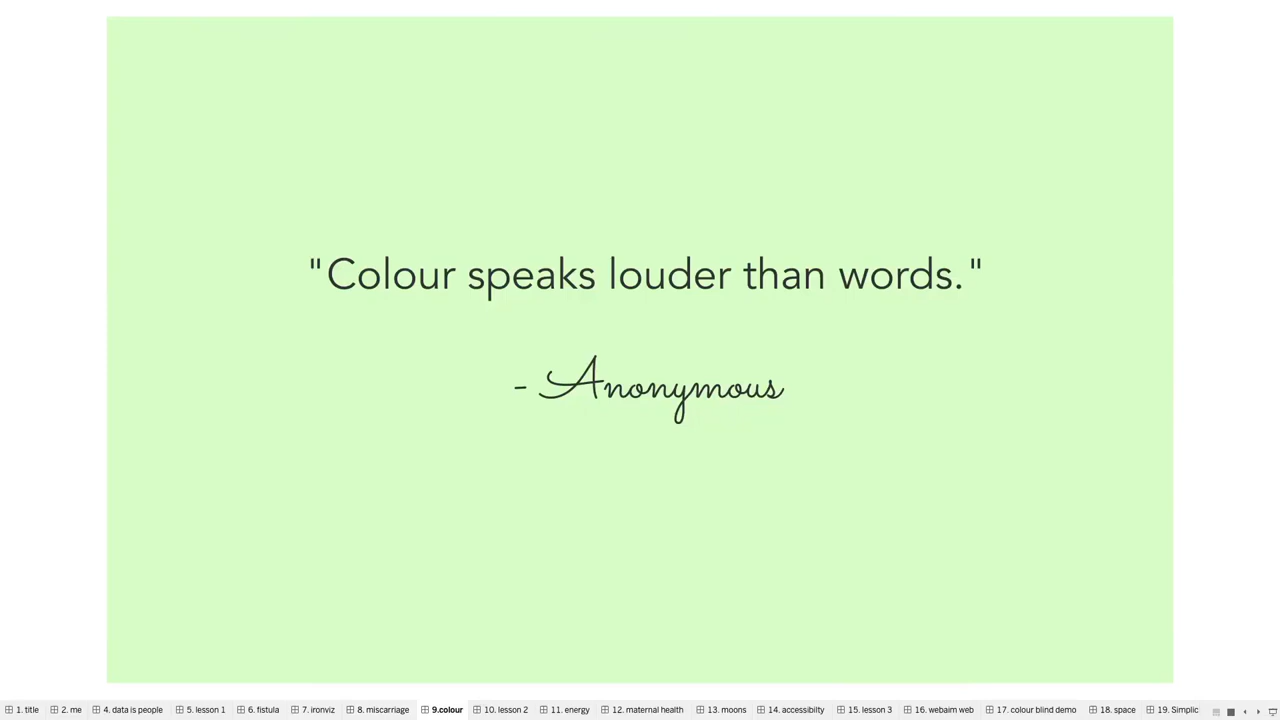 "Colour speaks louder than words."
- Anonymous
1. title 2. me 4. data is people 5. lesson 1 6. fistula 7. ironviz 8. miscarriage 9.colour 10. lesson 2 11. energy 12. maternal health 13. moons 14. accessibilty 15. lesson 3 16. webaim web 17. colour blind demo 18. space 19. Simplic